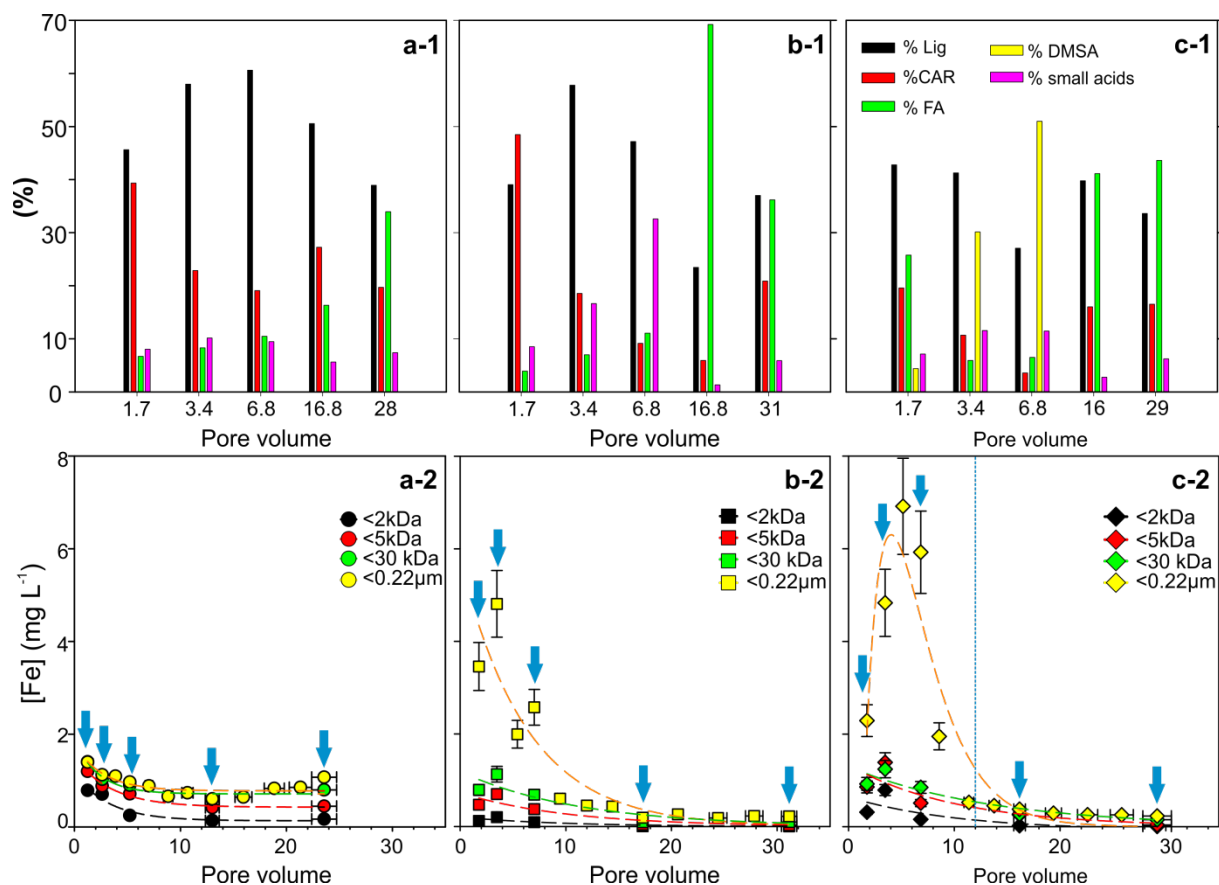 70
50
30
10
0
(%)
a-1
1.7 3.4 6.8 16.8 28
Pore volume
b-1
1.7 3.4 6.8 16.8 31
Pore volume
c-1
% Lig
%CAR
% FA
% DMSA
% small acids
1.7 3.4 6.8 16 29
Pore volume
8
6
4
2
0
[Fe] (mg L⁻¹)
a-2
<2kDa
<5kDa
<30 kDa
<0.22µm
0 10 20 30
Pore volume
b-2
<2kDa
<5kDa
<30 kDa
<0.22µm
0 10 20 30
Pore volume
c-2
<2kDa
<5kDa
<30 kDa
<0.22µm
0 10 20 30
Pore volume